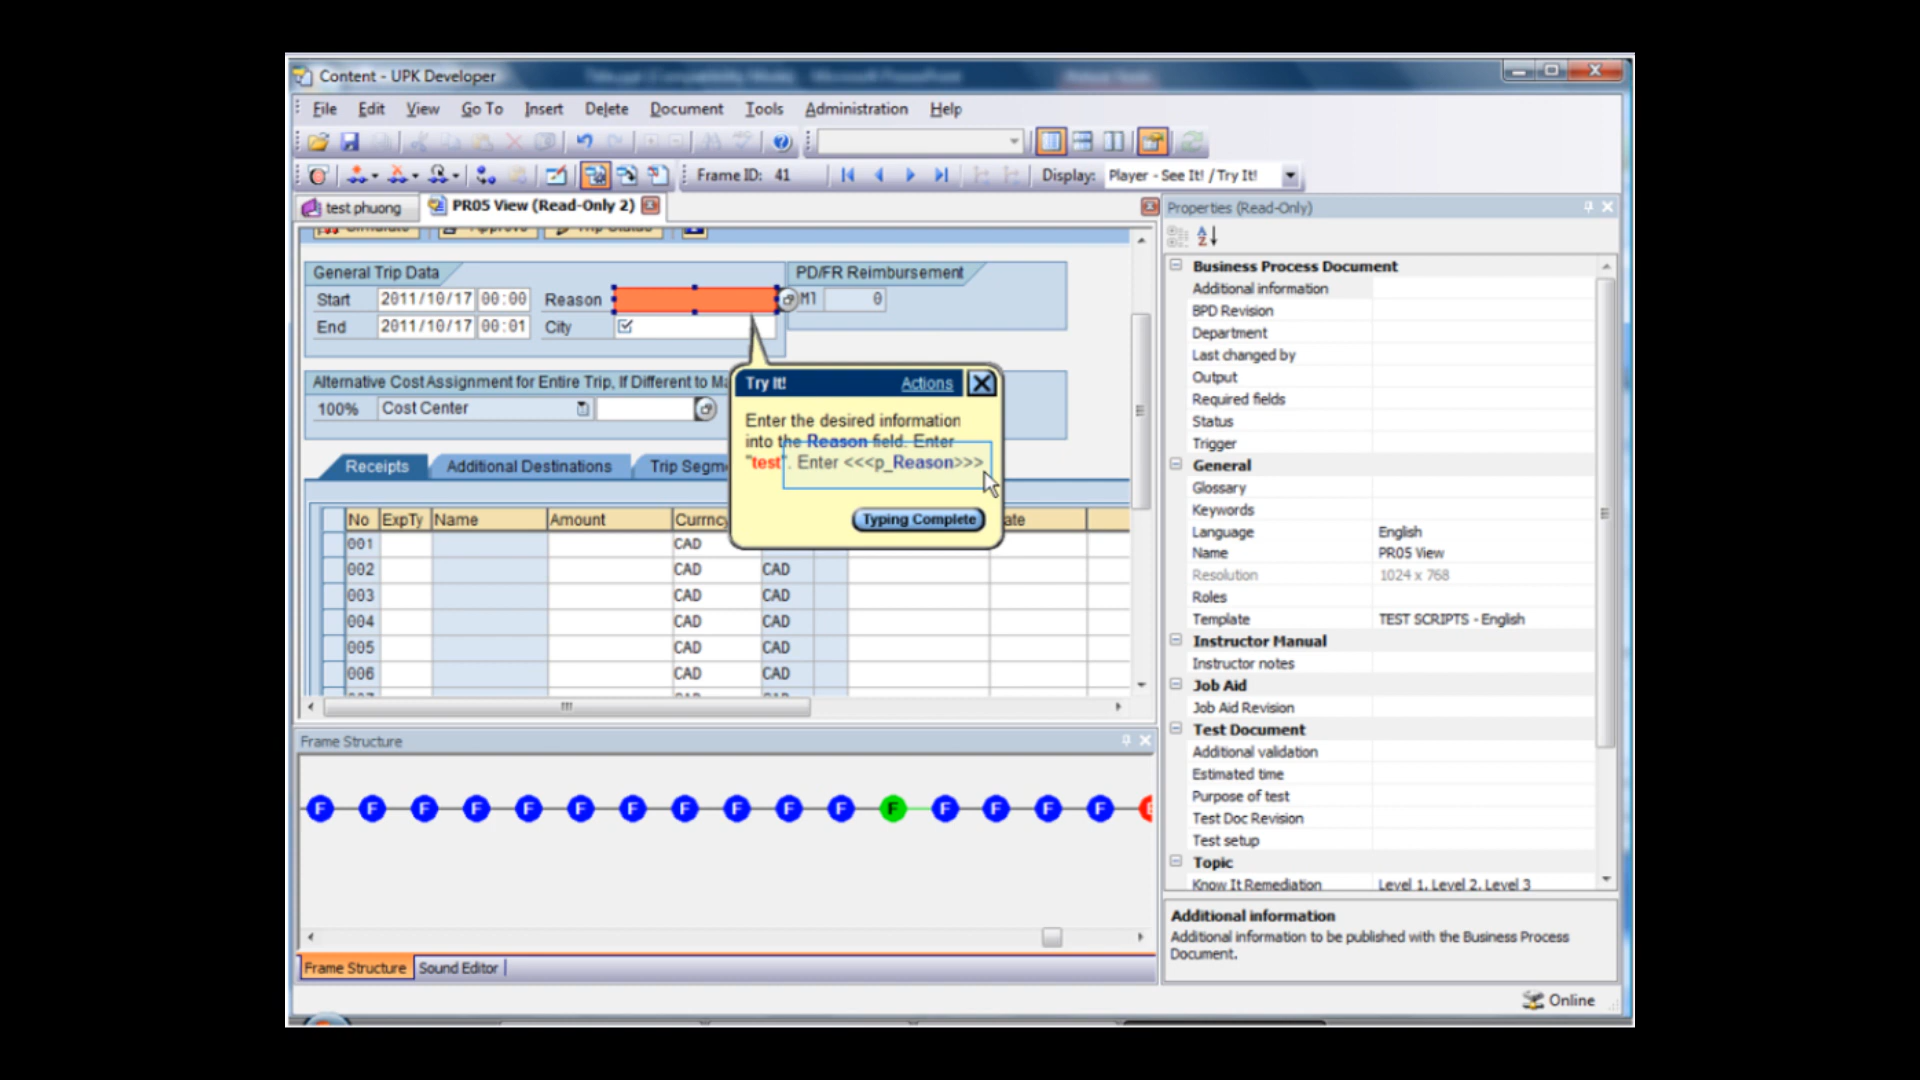 Content - UPK Developer
File Edit View Go To Insert Delete Document Tools Administration Help
Frame ID: 41 Display: Player - See It! / Try It!
test phuong PR05 View (Read-Only 2)
Simulate Approve Trip Status
General Trip Data PD/FR Reimbursement
Start 2011/10/17 00:00 Reason M1 0
End 2011/10/17 00:01 City
Alternative Cost Assignment for Entire Trip, If Different to Ma
100% Cost Center
Try It! Actions
Enter the desired information
into the Reason field. Enter
"test". Enter <<<p_Reason>>>
Typing Complete
Receipts Additional Destinations Trip Segm
No ExpTy Name Amount Currncy ate
001 CAD
002 CAD CAD
003 CAD CAD
004 CAD CAD
005 CAD CAD
006 CAD CAD
Frame Structure
F F F F F F F F F F F F F F F F
Frame Structure Sound Editor
Properties (Read-Only)
Business Process Document
Additional information
BPD Revision
Department
Last changed by
Output
Required fields
Status
Trigger
General
Glossary
Keywords
Language English
Name PR05 View
Resolution 1024 x 768
Roles
Template TEST SCRIPTS - English
Instructor Manual
Instructor notes
Job Aid
Job Aid Revision
Test Document
Additional validation
Estimated time
Purpose of test
Test Doc Revision
Test setup
Topic
Know It Remediation Level 1, Level 2, Level 3
Additional information
Additional information to be published with the Business Process
Document.
Online